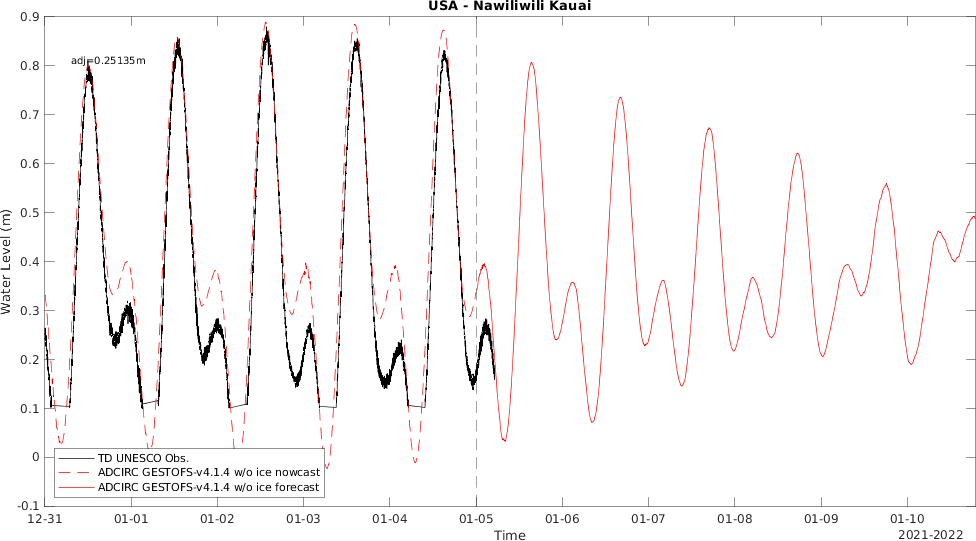 USA - Nawiliwili Kauai
adj=0.25135m
0.9
0.8
0.7
0.6
0.5
0.4
0.3
0.2
0.1
0
-0.1
Water Level (m)
TD UNESCO Obs.
ADCIRC GESTOFS-v4.1.4 w/o ice nowcast
ADCIRC GESTOFS-v4.1.4 w/o ice forecast
12-31 01-01 01-02 01-03 01-04 01-05 01-06 01-07 01-08 01-09 01-10
Time
2021-2022